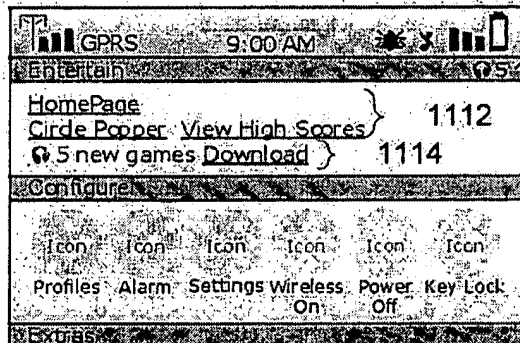 GPRS 9:00 AM
Entertain 5
HomePage
Circle Popper View High Scores 1112
5 new games Download 1114
Configure
Icon Icon Icon Icon Icon Icon
Profiles Alarm Settings Wireless On Power Off Key Lock
Extras